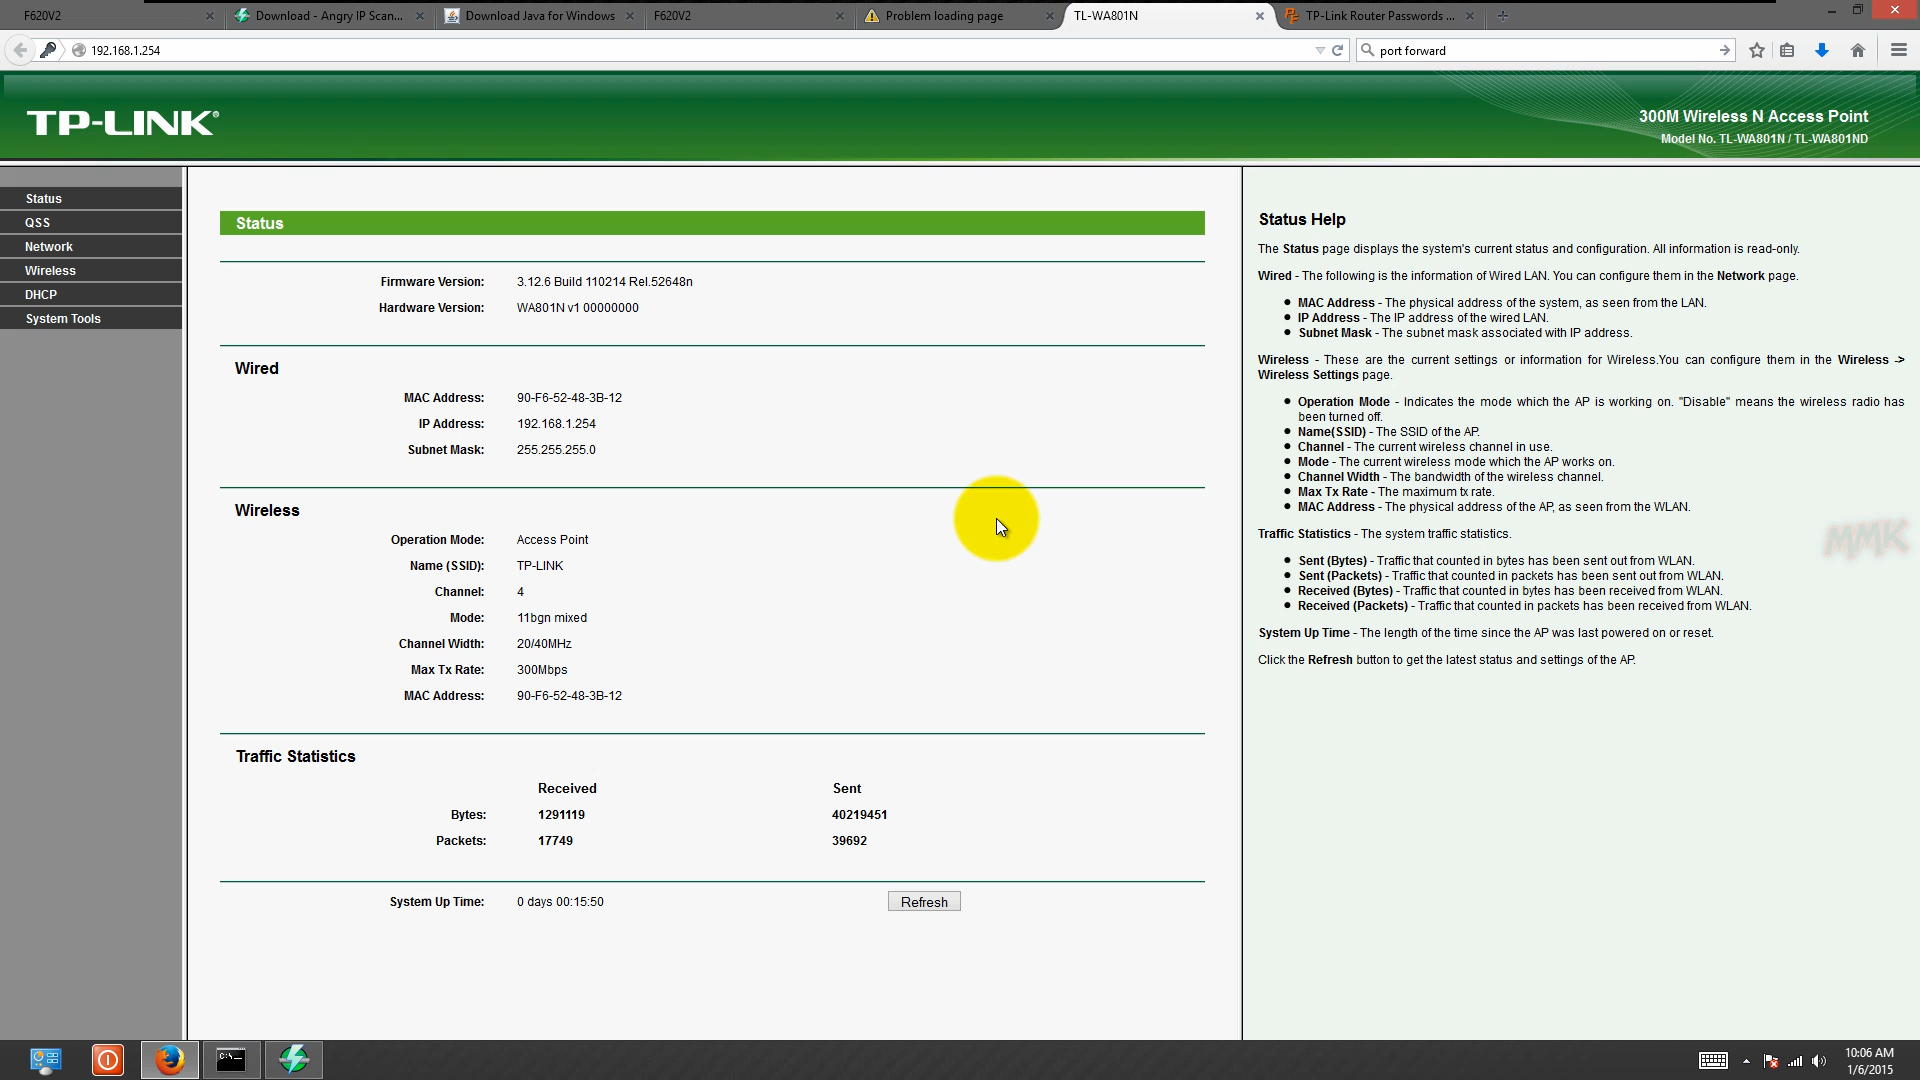 F620V2
Download - Angry IP Scan...
Download Java for Windows
F620V2
Problem loading page
TL-WA801N
TP-Link Router Passwords ...
192.168.1.254
port forward
TP-LINK®
300M Wireless N Access Point
Model No. TL-WA801N / TL-WA801ND
Status
QSS
Network
Wireless
DHCP
System Tools
Status
Firmware Version: 3.12.6 Build 110214 Rel.52648n
Hardware Version: WA801N v1 00000000
Wired
MAC Address: 90-F6-52-48-3B-12
IP Address: 192.168.1.254
Subnet Mask: 255.255.255.0
Wireless
Operation Mode: Access Point
Name (SSID): TP-LINK
Channel: 4
Mode: 11bgn mixed
Channel Width: 20/40MHz
Max Tx Rate: 300Mbps
MAC Address: 90-F6-52-48-3B-12
Traffic Statistics
Received Sent
Bytes: 1291119 40219451
Packets: 17749 39692
System Up Time: 0 days 00:15:50 Refresh
Status Help
The Status page displays the system's current status and configuration. All information is read-only.
Wired - The following is the information of Wired LAN. You can configure them in the Network page.
MAC Address - The physical address of the system, as seen from the LAN.
IP Address - The IP address of the wired LAN.
Subnet Mask - The subnet mask associated with IP address.
Wireless - These are the current settings or information for Wireless.You can configure them in the Wireless ->
Wireless Settings page.
Operation Mode - Indicates the mode which the AP is working on. "Disable" means the wireless radio has
been turned off.
Name(SSID) - The SSID of the AP.
Channel - The current wireless channel in use.
Mode - The current wireless mode which the AP works on.
Channel Width - The bandwidth of the wireless channel.
Max Tx Rate - The maximum tx rate.
MAC Address - The physical address of the AP, as seen from the WLAN.
Traffic Statistics - The system traffic statistics.
Sent (Bytes) - Traffic that counted in bytes has been sent out from WLAN.
Sent (Packets) - Traffic that counted in packets has been sent out from WLAN.
Received (Bytes) - Traffic that counted in bytes has been received from WLAN.
Received (Packets) - Traffic that counted in packets has been received from WLAN.
System Up Time - The length of the time since the AP was last powered on or reset.
Click the Refresh button to get the latest status and settings of the AP.
MMK
C:\
10:06 AM
1/6/2015